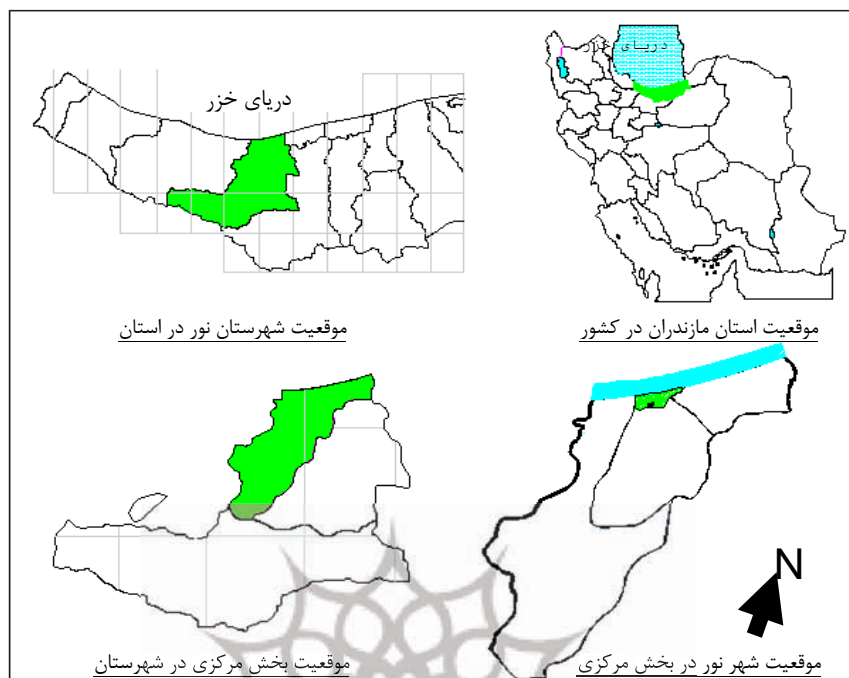 دریای خزر
دریای خزر
موقعیت استان مازندران در کشور
موقعیت شهرستان نور در استان
N
موقعیت شهر نور در بخش مرکزی
موقعیت بخش مرکزی در شهرستان